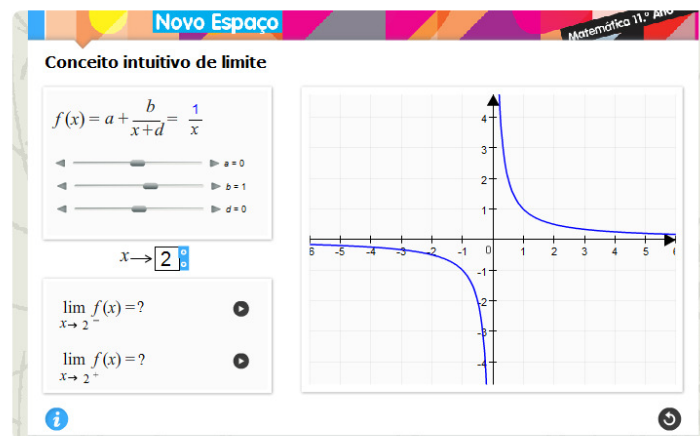 Novo Espaço
Matemática 11.º Ano
Conceito intuitivo de limite
f(x) = a + b/(x+d) = 1/x
a = 0
b = 1
d = 0
x → 2
lim f(x) = ?
x → 2⁻
lim f(x) = ?
x → 2⁺
4
3
2
1
6 -5 -4 -3 -2 -1 0 1 2 3 4 5 6
-1
-2
-3
-4